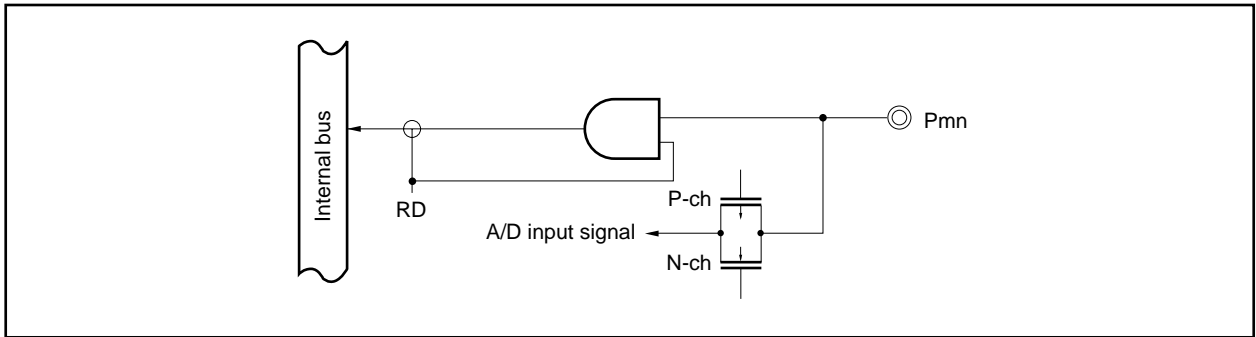 Internal bus
RD
Pmn
P-ch
A/D input signal
N-ch